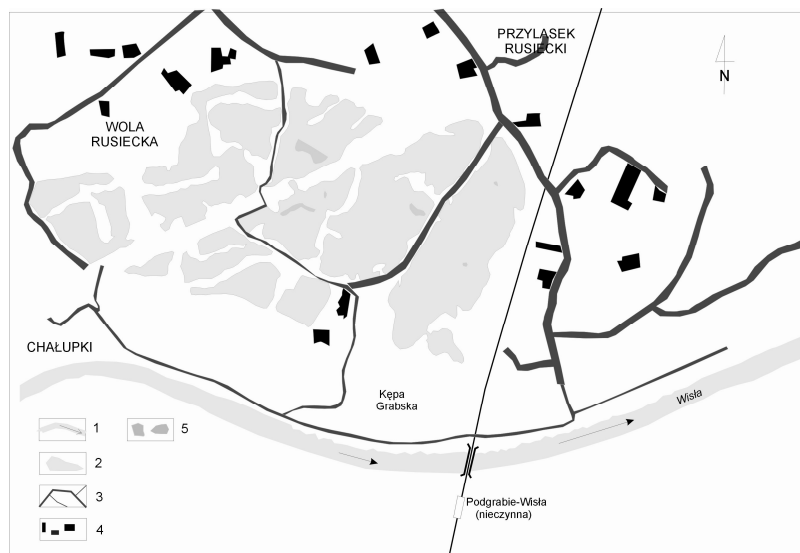 PRZYLASEK
RUSIECKI
N
WOLA
RUSIECKA
CHAŁUPKI
Kępa
Grabska
Wisła
1
5
2
3
4
Podgrabie-Wisła
(nieczynna)